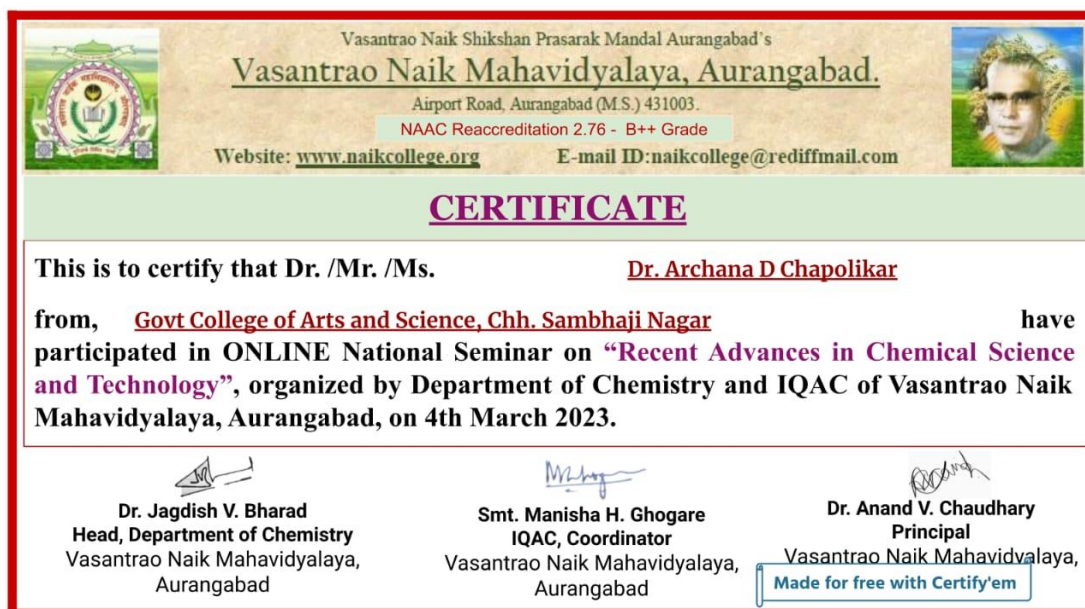 Vasantrao Naik Shikshan Prasarak Mandal Aurangabad's
Vasantrao Naik Mahavidyalaya, Aurangabad.
Airport Road, Aurangabad (M.S.) 431003.
NAAC Reaccreditation 2.76 - B++ Grade
Website: www.naikcollege.org E-mail ID:naikcollege@rediffmail.com
CERTIFICATE
This is to certify that Dr. /Mr. /Ms. Dr. Archana D Chapolikar
from, Govt College of Arts and Science, Chh. Sambhaji Nagar have
participated in ONLINE National Seminar on “Recent Advances in Chemical Science
and Technology”, organized by Department of Chemistry and IQAC of Vasantrao Naik
Mahavidyalaya, Aurangabad, on 4th March 2023.
Dr. Jagdish V. Bharad
Head, Department of Chemistry
Vasantrao Naik Mahavidyalaya,
Aurangabad
Smt. Manisha H. Ghogare
IQAC, Coordinator
Vasantrao Naik Mahavidyalaya,
Aurangabad
Dr. Anand V. Chaudhary
Principal
Vasantrao Naik Mahavidyalaya,
Made for free with Certify'em